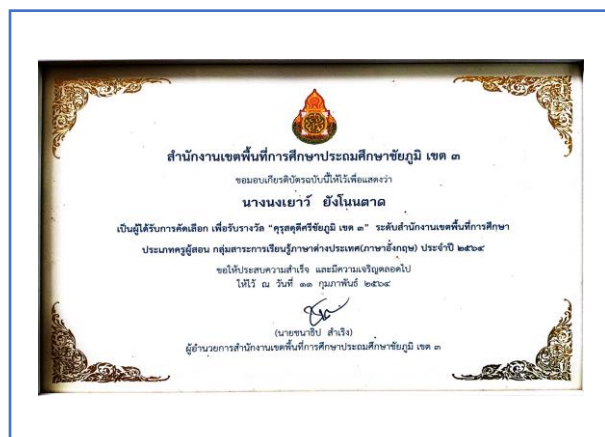 สำนักงานเขตพื้นที่การศึกษาประถมศึกษาชัยภูมิ เขต ๓
ขอมอบเกียรติบัตรฉบับนี้ให้ไว้เพื่อแสดงว่า
นางนงเยาว์ ยังโนนตาด
เป็นผู้ได้รับการคัดเลือก เพื่อรับรางวัล "คุรุสดุดีศรีชัยภูมิ เขต ๓" ระดับสำนักงานเขตพื้นที่การศึกษา
ประเภทครูผู้สอน กลุ่มสาระการเรียนรู้ภาษาต่างประเทศ(ภาษาอังกฤษ) ประจำปี ๒๕๖๔
ขอให้ประสบความสำเร็จ และมีความเจริญตลอดไป
ให้ไว้ ณ วันที่ ๑๑ กุมภาพันธ์ ๒๕๖๔
(นายชนาธิป สำเริง)
ผู้อำนวยการสำนักงานเขตพื้นที่การศึกษาประถมศึกษาชัยภูมิ เขต ๓